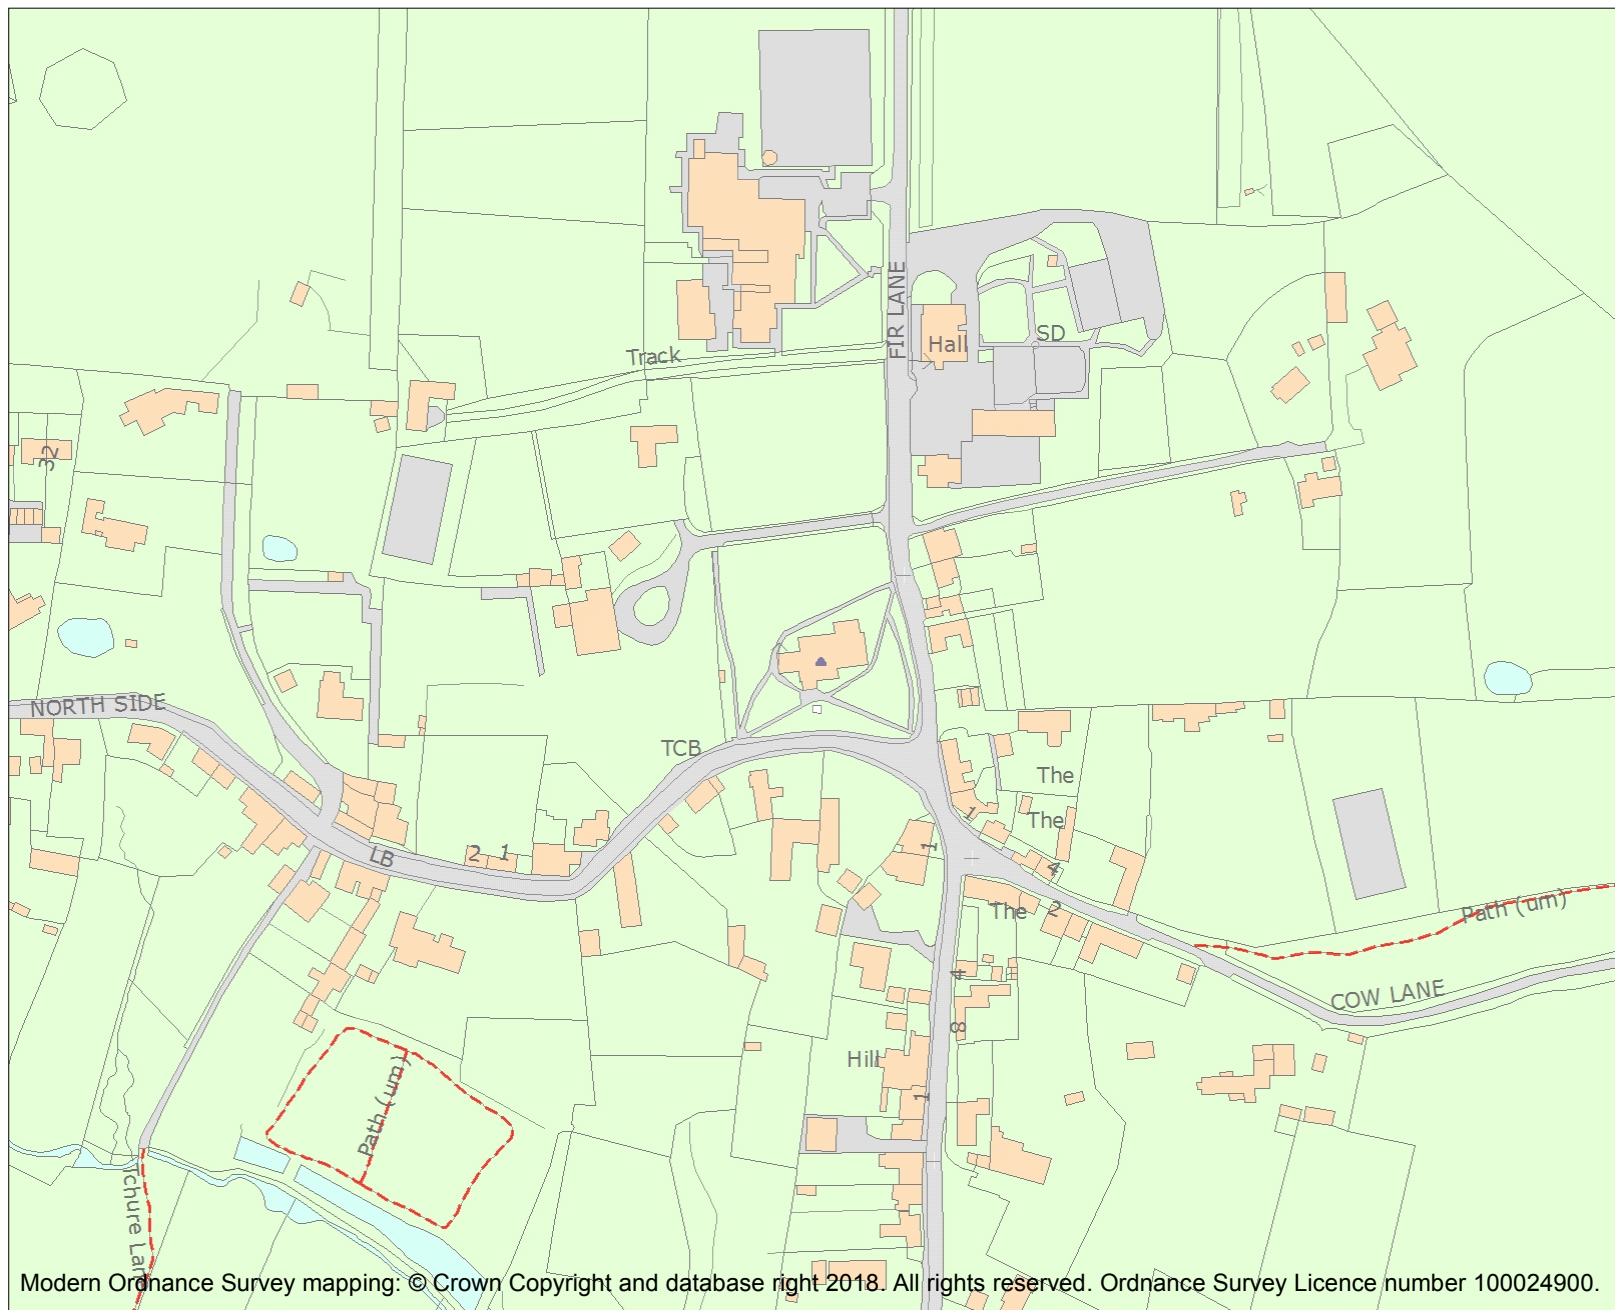 FIR LANE
Hall
SD
Track
32
NORTH SIDE
TCB
The
1
The
LB
2 1
1
4
The 2
Path (um)
4
COW LANE
8
Hill
Path (um)
1
Tchure Lane
Modern Ordnance Survey mapping: © Crown Copyright and database right 2018. All rights reserved. Ordnance Survey Licence number 100024900.